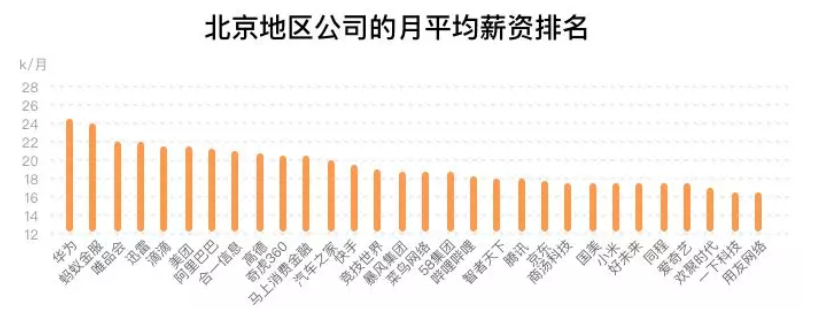 北京地区公司的月平均薪资排名
k/月
28
26
24
22
20
18
16
14
12
华为
蚂蚁金服
唯品会
迅雷
滴滴
美团
阿里巴巴
合一信息
高德
奇虎360
马上消费金融
汽车之家
快手
竞技世界
暴风集团
菜鸟网络
58集团
哔哩哔哩
智者天下
腾讯
京东
商汤科技
国美
小米
好未来
同程
爱奇艺
欢聚时代
一下科技
用友网络